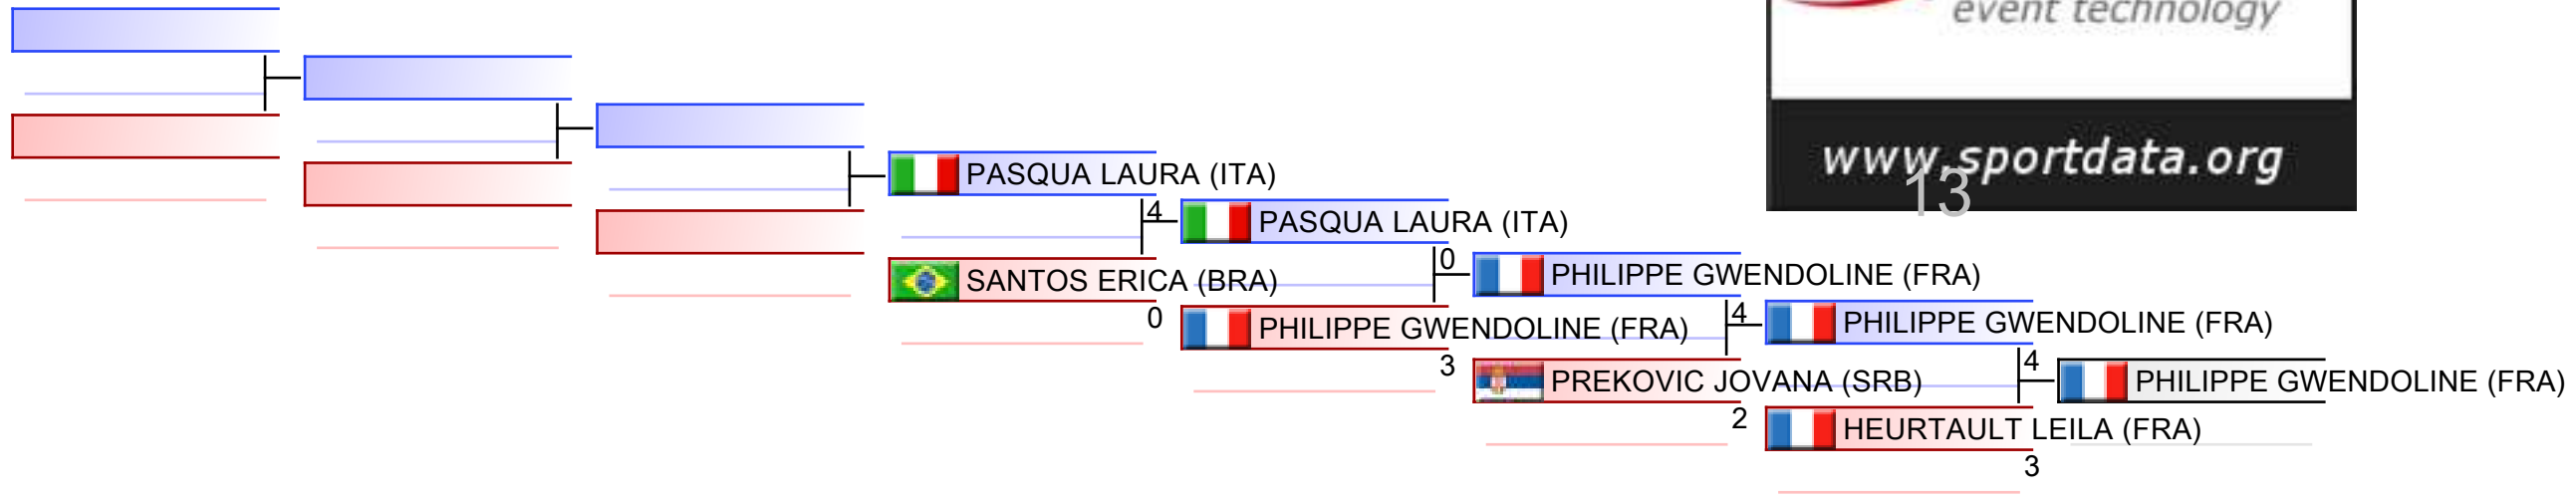 event technology
www.sportdata.org
13
PASQUA LAURA (ITA)
4
PASQUA LAURA (ITA)
0
SANTOS ERICA (BRA)
0
PHILIPPE GWENDOLINE (FRA)
PHILIPPE GWENDOLINE (FRA)
3
4
PHILIPPE GWENDOLINE (FRA)
PREKOVIC JOVANA (SRB)
2
4
PHILIPPE GWENDOLINE (FRA)
HEURTAULT LEILA (FRA)
3